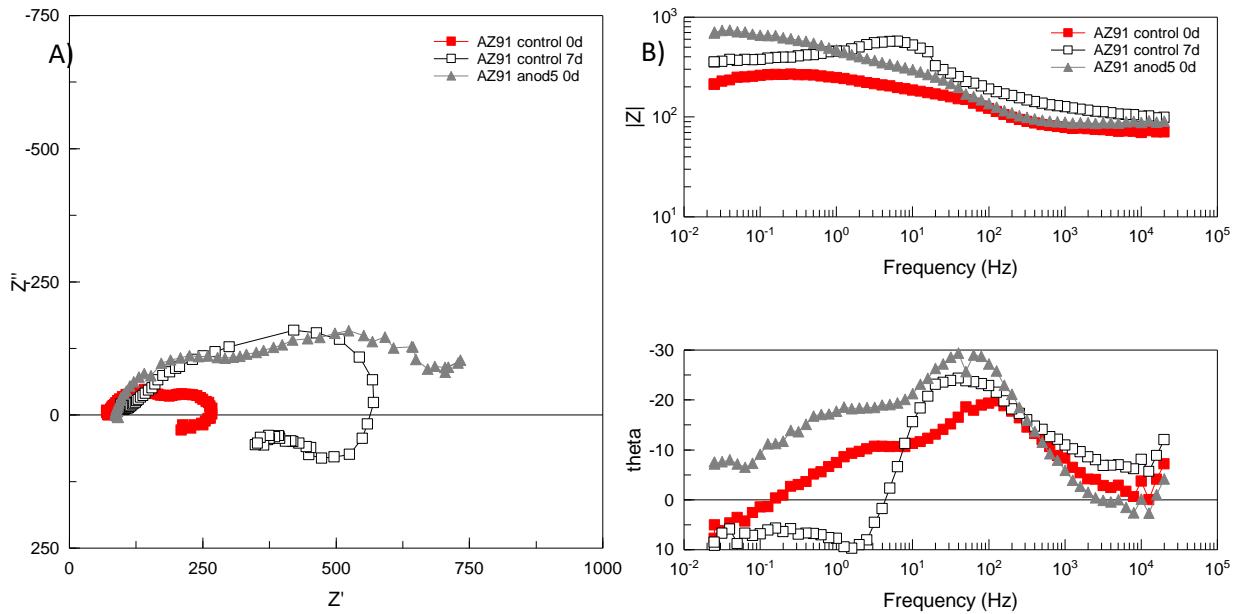 A)
-750
-500
-250
0
250
Z''
0 250 500 750 1000
Z'
AZ91 control 0d
AZ91 control 7d
AZ91 anod5 0d
B)
10³
10²
10¹
|Z|
10⁻² 10⁻¹ 10⁰ 10¹ 10² 10³ 10⁴ 10⁵
Frequency (Hz)
AZ91 control 0d
AZ91 control 7d
AZ91 anod5 0d
-30
-20
-10
0
10
theta
10⁻² 10⁻¹ 10⁰ 10¹ 10² 10³ 10⁴ 10⁵
Frequency (Hz)